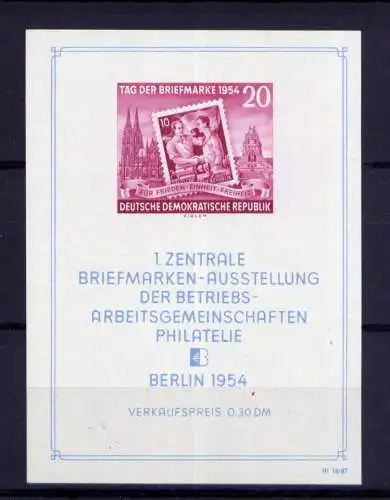 TAG DER BRIEFMARKE 1954 20
10
FÜR FRIEDEN·EINHEIT·FREIHEIT
DEUTSCHE DEMOKRATISCHE REPUBLIK
1. ZENTRALE
BRIEFMARKEN-AUSSTELLUNG
DER BETRIEBS-
ARBEITSGEMEINSCHAFTEN
PHILATELIE
BERLIN 1954
VERKAUFSPREIS 0,30 DM